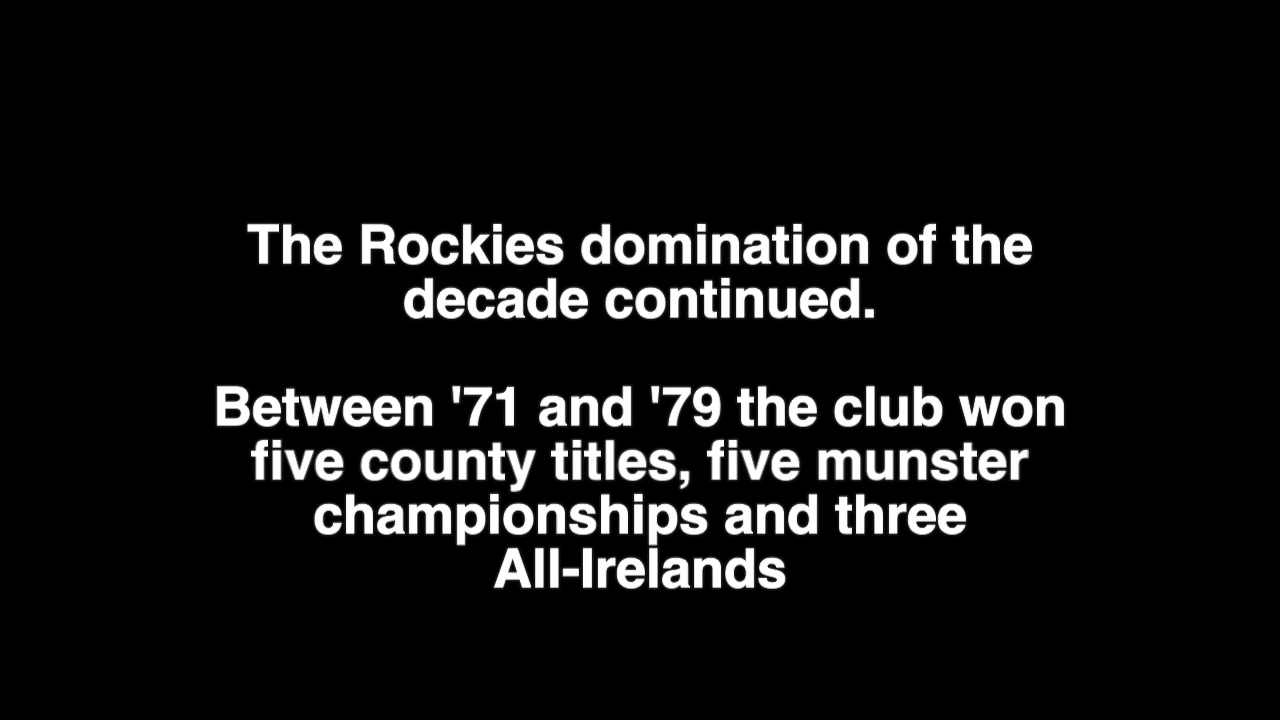 The Rockies domination of the
decade continued.
Between '71 and '79 the club won
five county titles, five munster
championships and three
All-Irelands